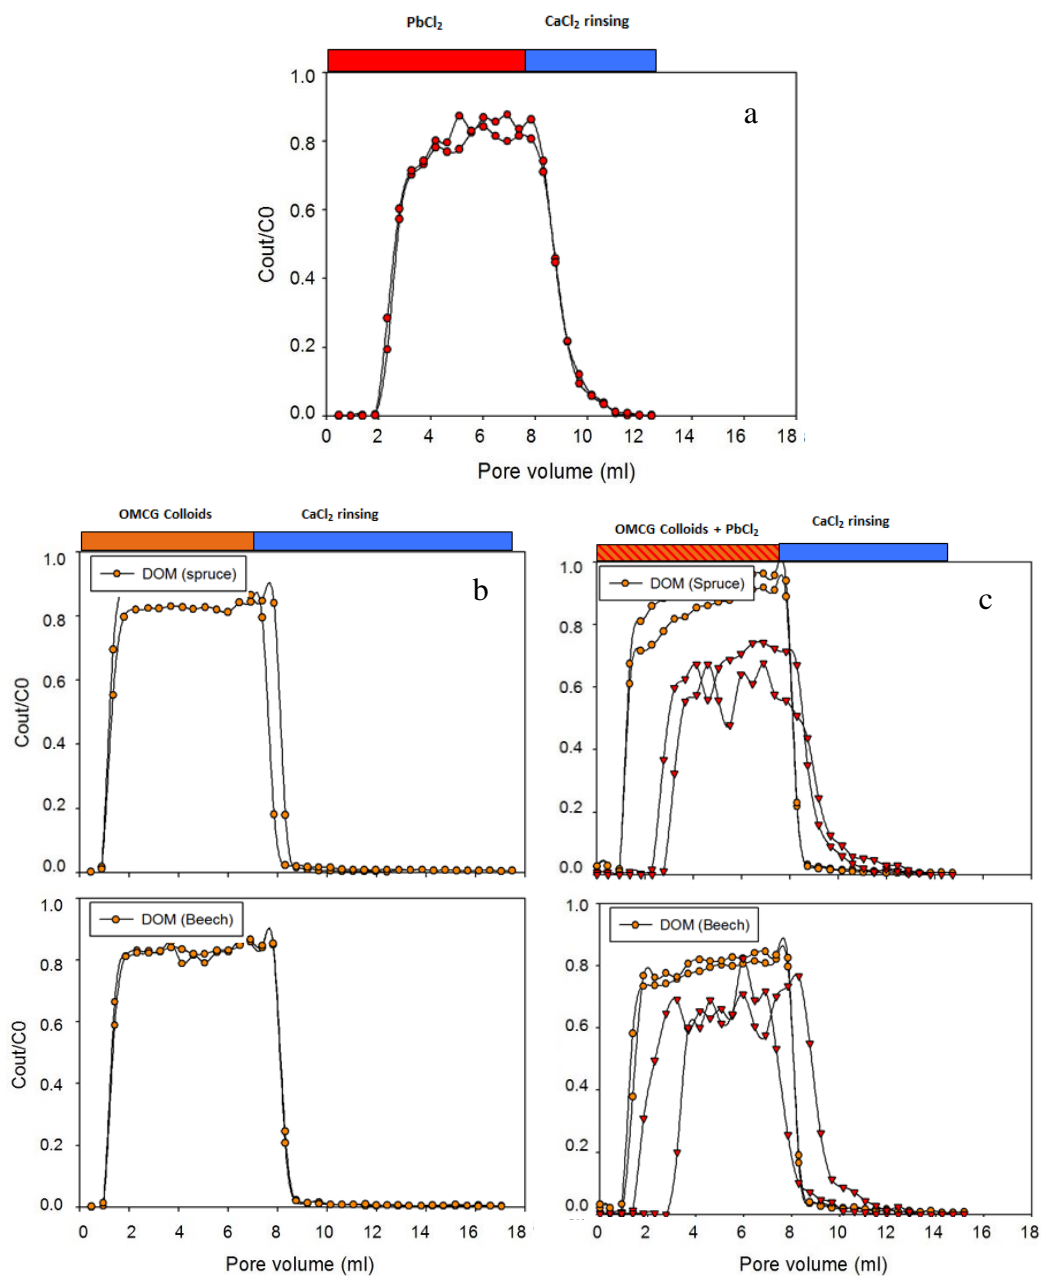 PbCl2
CaCl2 rinsing
a
1.0
0.8
0.6
0.4
0.2
0.0
Cout/C0
0 2 4 6 8 10 12 14 16 18
Pore volume (ml)
OMCG Colloids
CaCl2 rinsing
b
DOM (spruce)
1.0
0.8
0.6
0.4
0.2
0.0
Cout/C0
DOM (Beech)
1.0
0.8
0.6
0.4
0.2
0.0
Cout/C0
0 2 4 6 8 10 12 14 16 18
Pore volume (ml)
OMCG Colloids + PbCl2
CaCl2 rinsing
c
DOM (Spruce)
1.0
0.8
0.6
0.4
0.2
0.0
DOM (Beech)
1.0
0.8
0.6
0.4
0.2
0.0
0 2 4 6 8 10 12 14 16 18
Pore volume (ml)